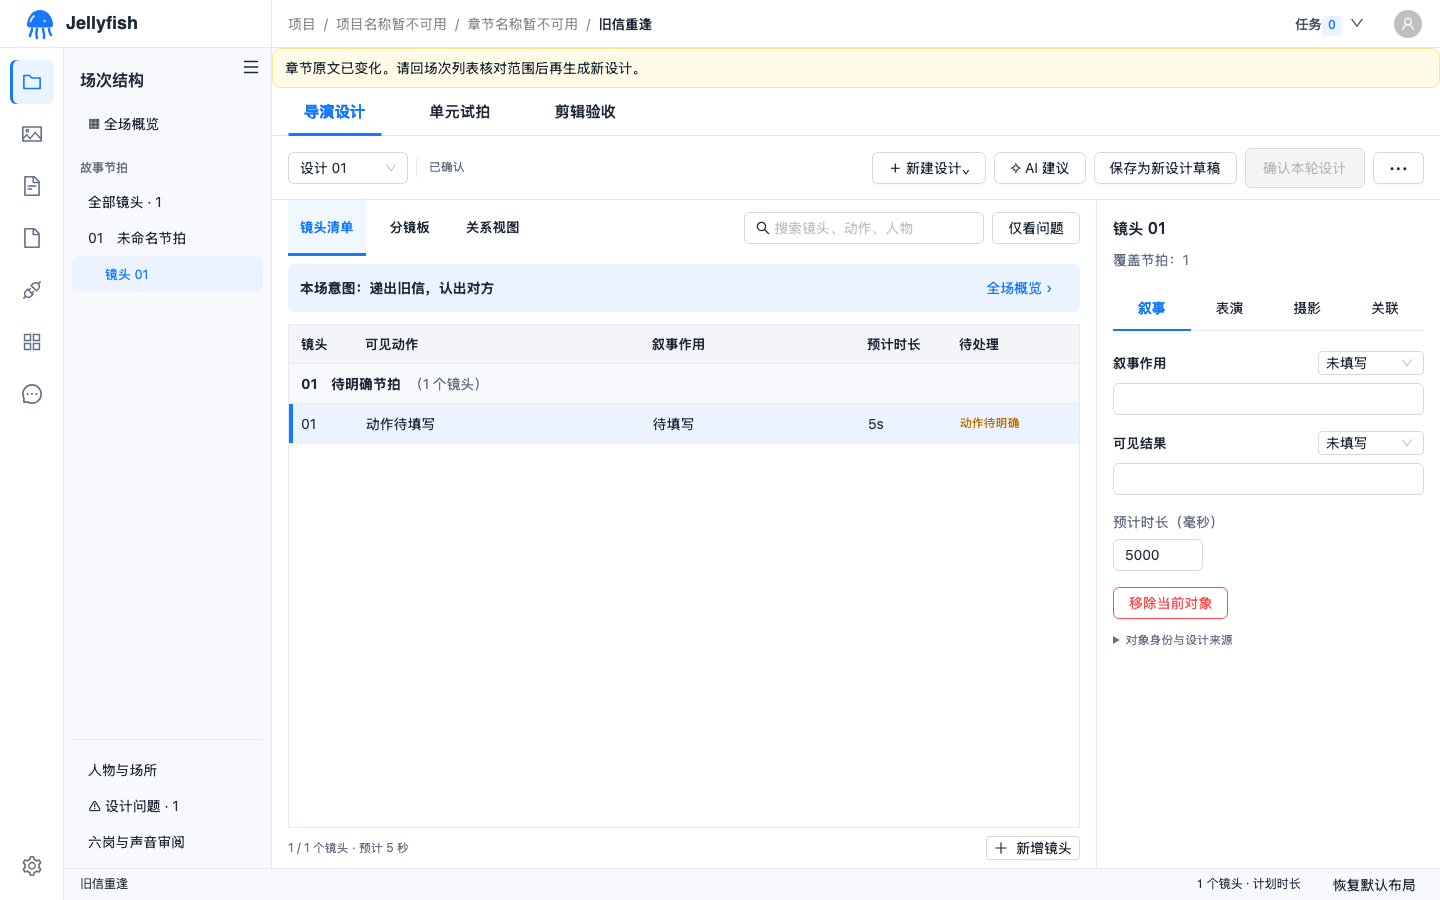 Jellyfish
项目 / 项目名称暂不可用 / 章节名称暂不可用 / 旧信重逢
任务 0
章节原文已变化。请回场次列表核对范围后再生成新设计。
场次结构
全场概览
故事节拍
全部镜头 · 1
01 未命名节拍
镜头 01
人物与场所
设计问题 · 1
六岗与声音审阅
导演设计 单元试拍 剪辑验收
设计 01 已确认 + 新建设计 AI 建议 保存为新设计草稿 确认本轮设计 ...
镜头清单 分镜板 关系视图 搜索镜头、动作、人物 仅看问题
本场意图：递出旧信，认出对方 全场概览 ›
镜头 可见动作 叙事作用 预计时长 待处理
01 待明确节拍 （1 个镜头）
01 动作待填写 待填写 5s 动作待明确
1 / 1 个镜头 · 预计 5 秒 + 新增镜头
镜头 01
覆盖节拍：1
叙事 表演 摄影 关联
叙事作用 未填写
可见结果 未填写
预计时长（毫秒）
5000
移除当前对象
对象身份与设计来源
旧信重逢 1 个镜头 · 计划时长 恢复默认布局